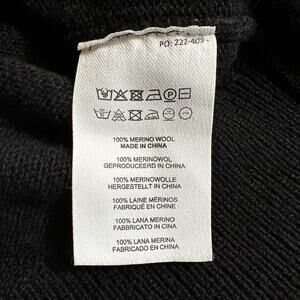 PO: 222-409-
100% MERINO WOOL
MADE IN CHINA
100% MERINOWOL
GEPRODUCEERD IN CHINA
100% MERINOWOLLE
HERGESTELLT IN CHINA
100% LAINE MÉRINOS
FABRIQUÉ EN CHINE
100% LANA MERINO
FABBRICATO IN CINA
100% LANA MERINA
FABRICADO EN CHINA